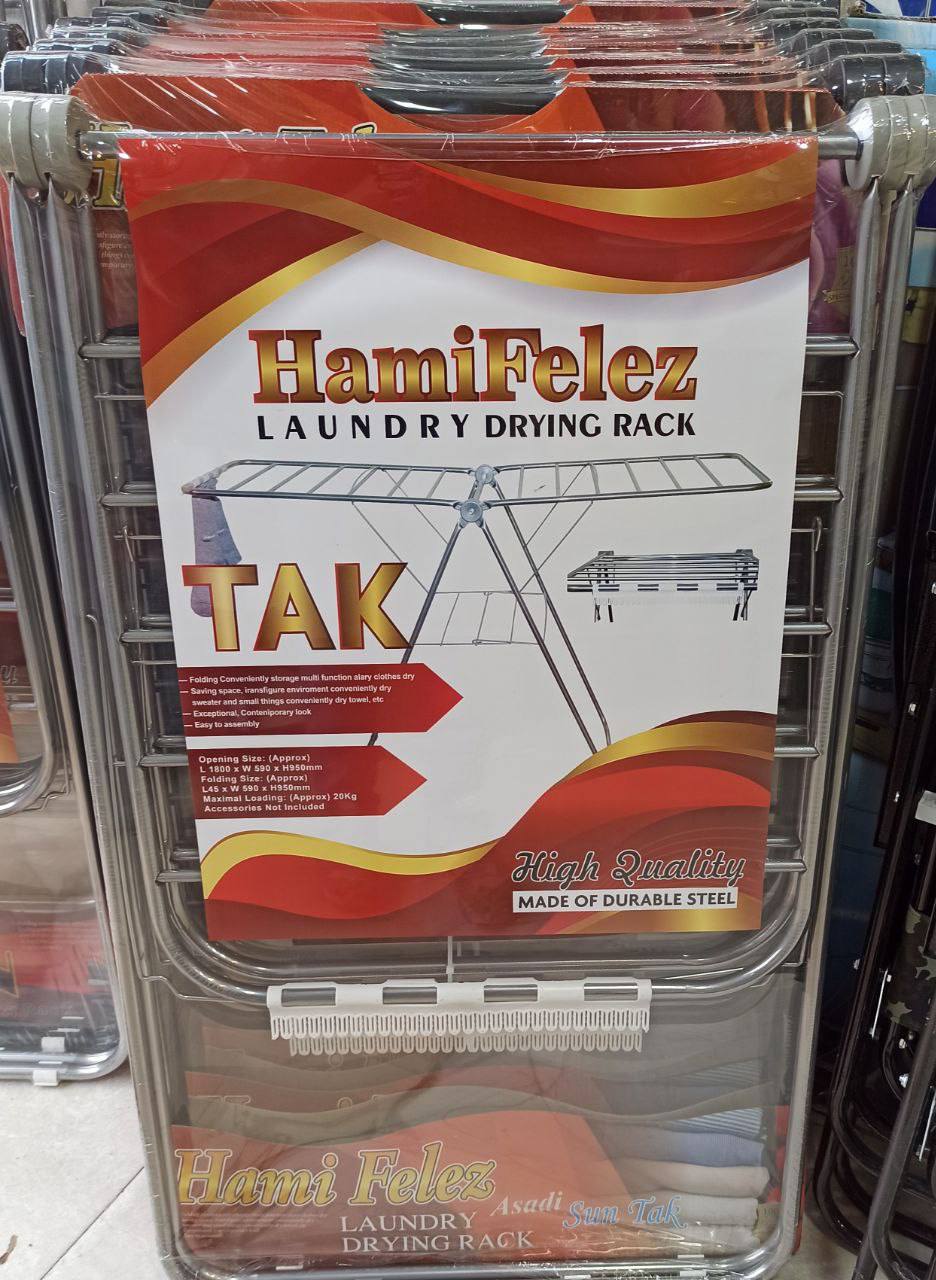 HamiFelez
LAUNDRY DRYING RACK
TAK
– Folding Conveniently storage multi function alary clothes dry
– Saving space, iransfigure enviroment conveniently dry
sweater and small things conveniently dry towel, etc
– Exceptional, Conteniporary look
– Easy to assembly
Opening Size: (Approx)
L 1800 x W 590 x H950mm
Folding Size: (Approx)
L45 x W 590 x H950mm
Maximal Loading: (Approx) 20Kg
Accessories Not Included
High Quality
MADE OF DURABLE STEEL
Hami Felez
LAUNDRY
DRYING RACK
Asadi
Sun Tak